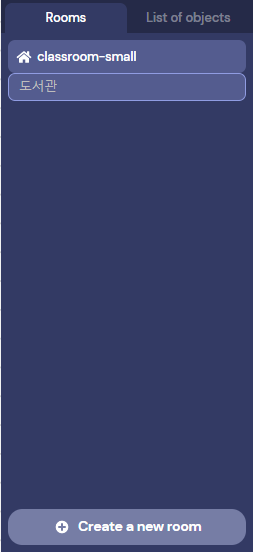 Rooms
List of objects
classroom-small
도서관
Create a new room